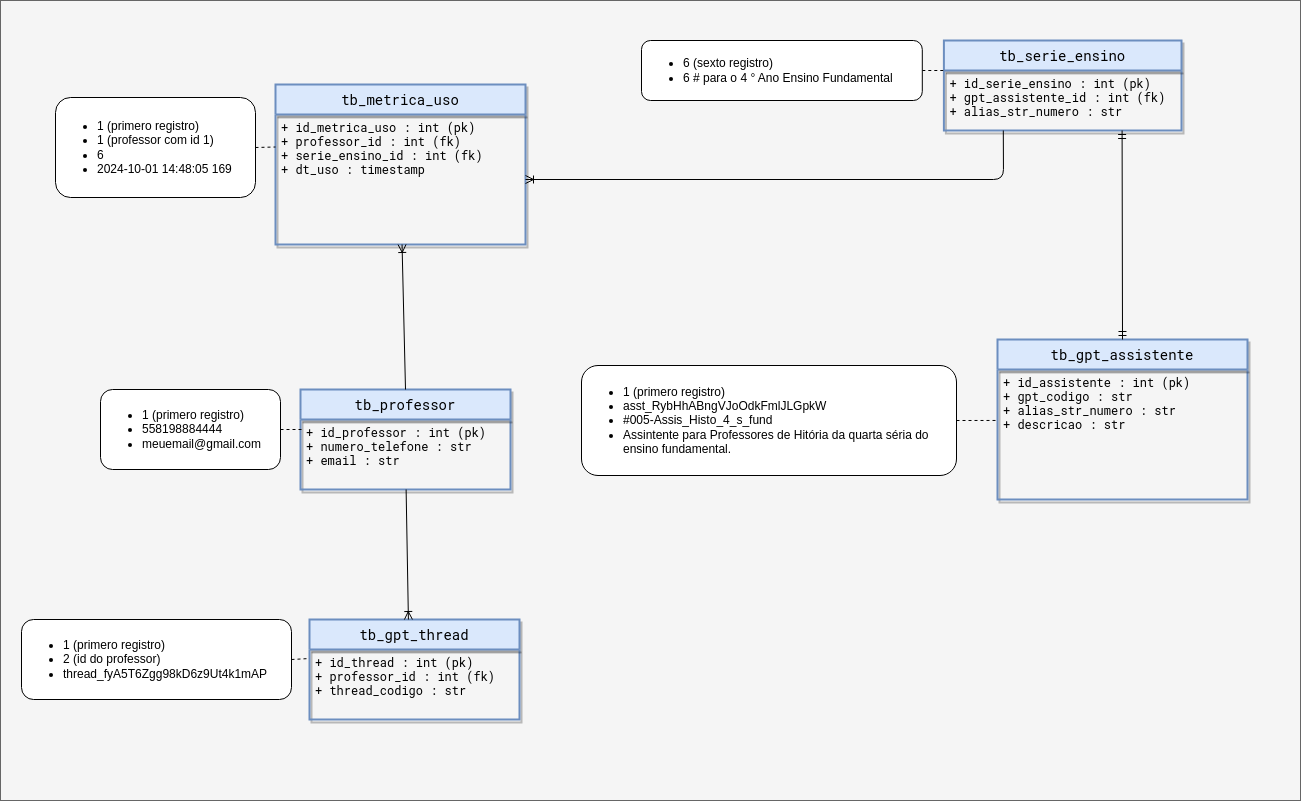 tb_serie_ensino
+ id_serie_ensino : int (pk)
+ gpt_assistente_id : int (fk)
+ alias_str_numero : str
6 (sexto registro)
6 # para o 4 ° Ano Ensino Fundamental
tb_metrica_uso
+ id_metrica_uso : int (pk)
+ professor_id : int (fk)
+ serie_ensino_id : int (fk)
+ dt_uso : timestamp
1 (primero registro)
1 (professor com id 1)
6
2024-10-01 14:48:05 169
tb_gpt_assistente
+ id_assistente : int (pk)
+ gpt_codigo : str
+ alias_str_numero : str
+ descricao : str
1 (primero registro)
asst_RybHhABngVJoOdkFmlJLGpkW
#005-Assis_Histo_4_s_fund
Assintente para Professores de Hitória da quarta séria do
ensino fundamental.
tb_professor
+ id_professor : int (pk)
+ numero_telefone : str
+ email : str
1 (primero registro)
558198884444
meuemail@gmail.com
tb_gpt_thread
+ id_thread : int (pk)
+ professor_id : int (fk)
+ thread_codigo : str
1 (primero registro)
2 (id do professor)
thread_fyA5T6Zgg98kD6z9Ut4k1mAP